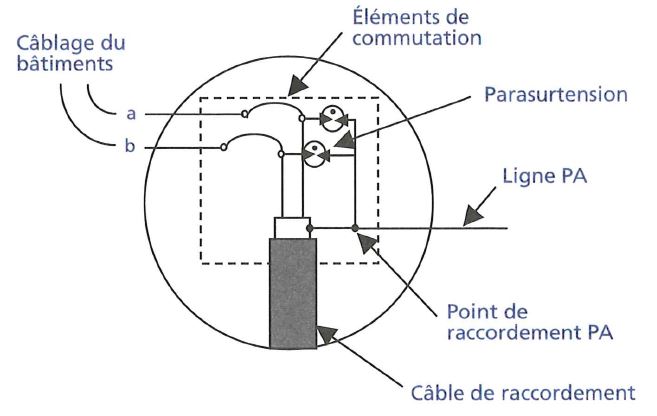 Éléments de
commutation
Câblage du
bâtiments
Parasurtension
a
b
Ligne PA
Point de
raccordement PA
Câble de raccordement